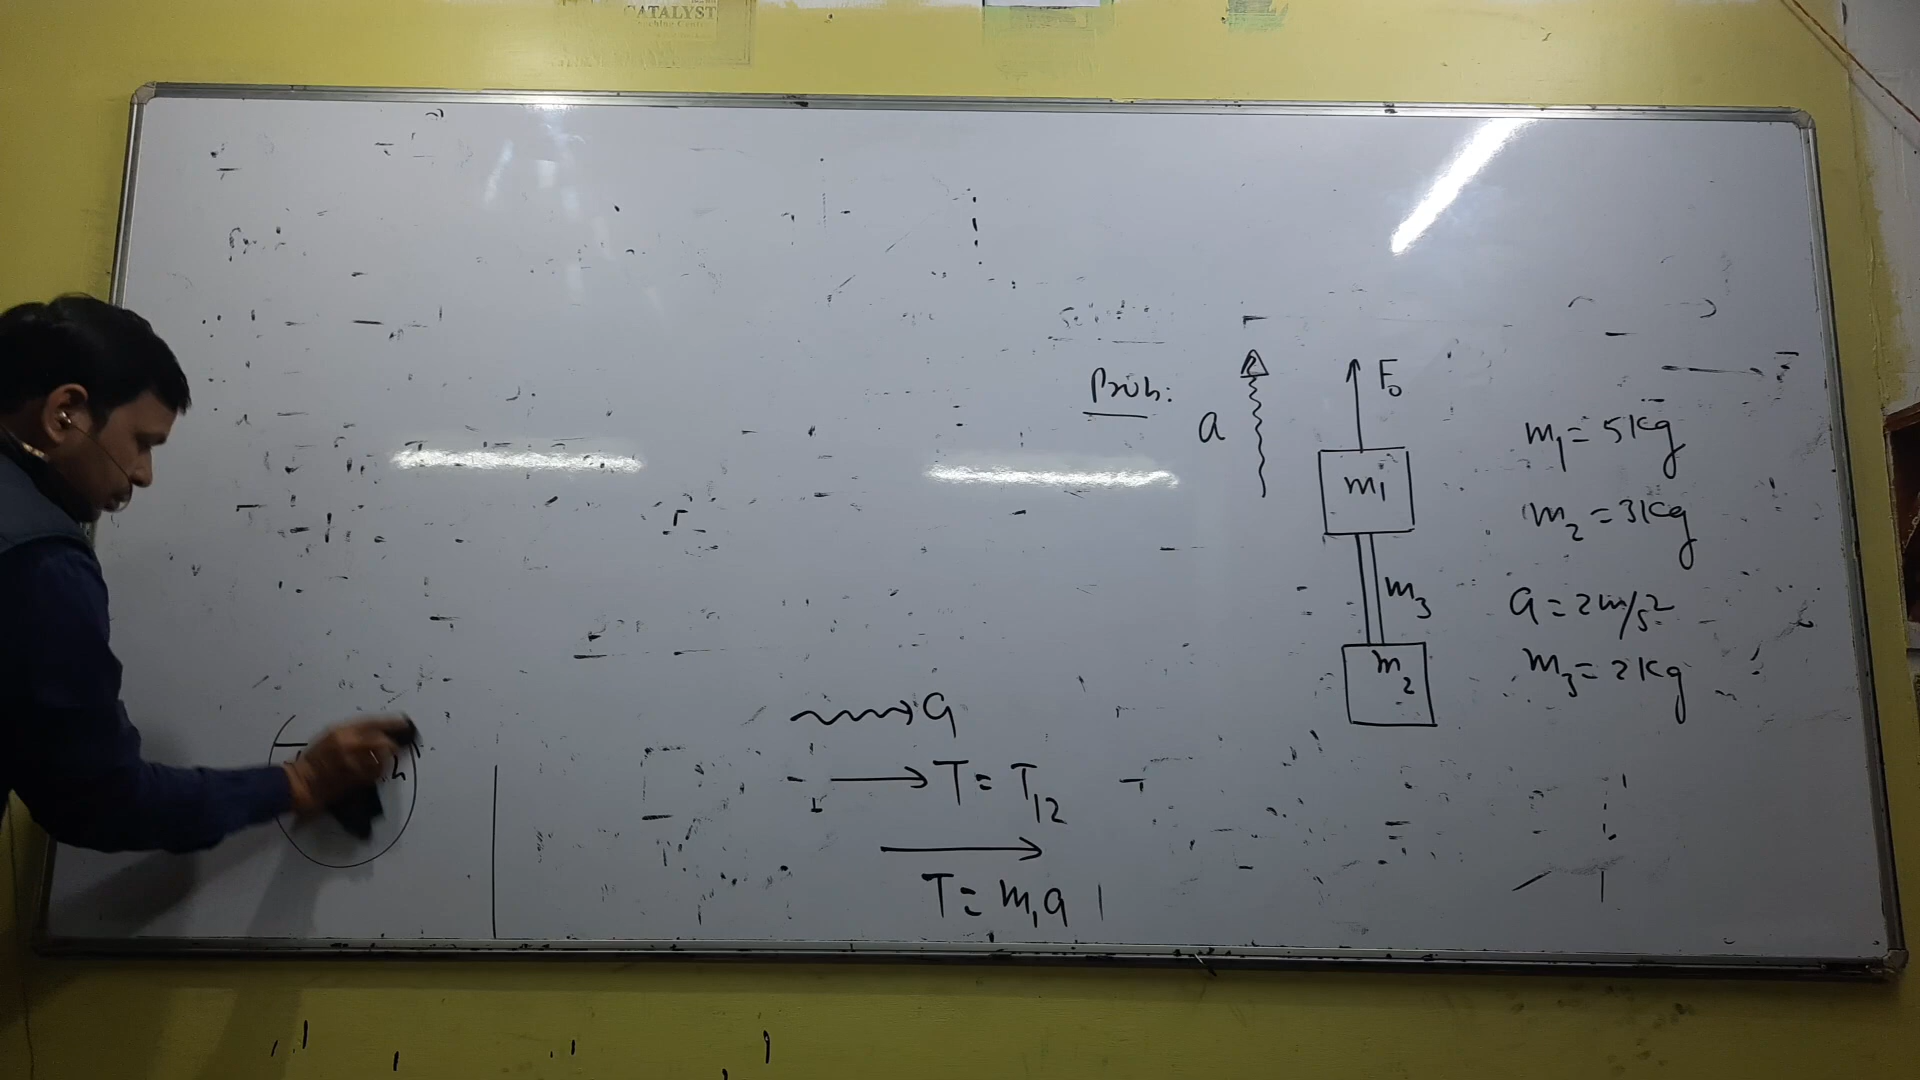 CATALYST
Prob:
a
F₀
m₁
m₃
m₂
m₁ = 5kg
m₂ = 3kg
a = 2m/s²
m₃ = 2kg
a
T = T₁₂
T = m₁a